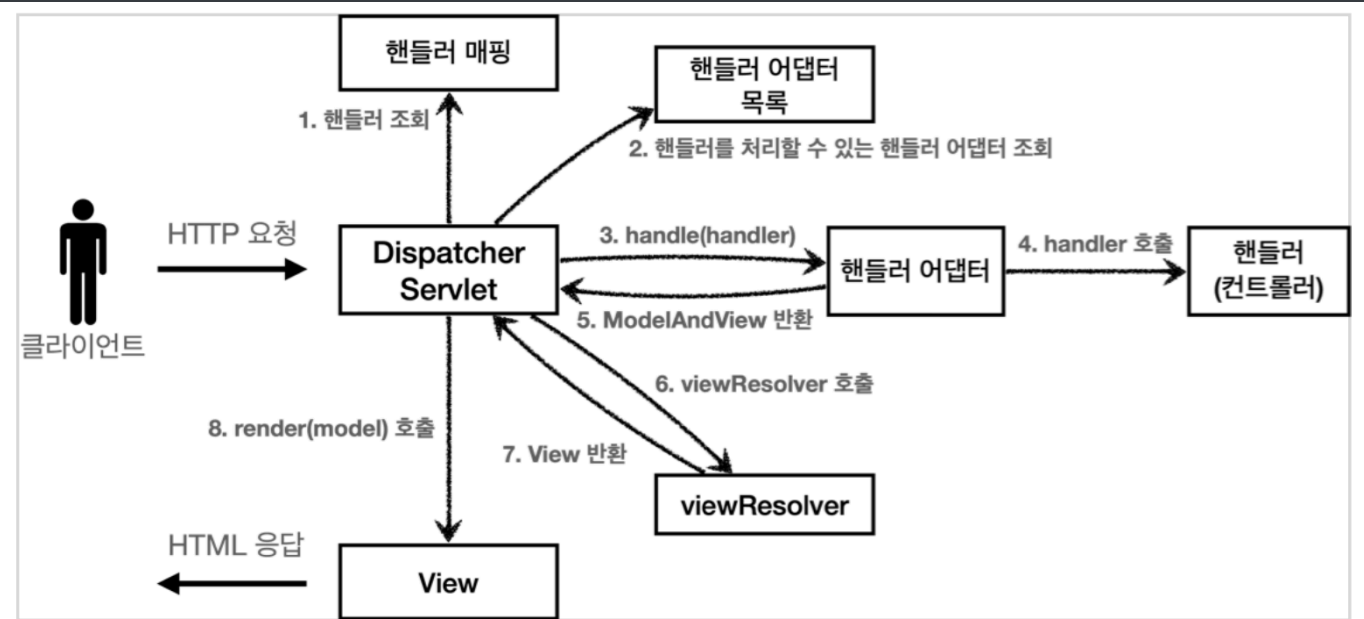 핸들러 매핑
핸들러 어댑터
목록
1. 핸들러 조회
2. 핸들러를 처리할 수 있는 핸들러 어댑터 조회
HTTP 요청
Dispatcher
Servlet
3. handle(handler)
핸들러 어댑터
4. handler 호출
핸들러
(컨트롤러)
5. ModelAndView 반환
클라이언트
6. viewResolver 호출
8. render(model) 호출
7. View 반환
viewResolver
HTML 응답
View